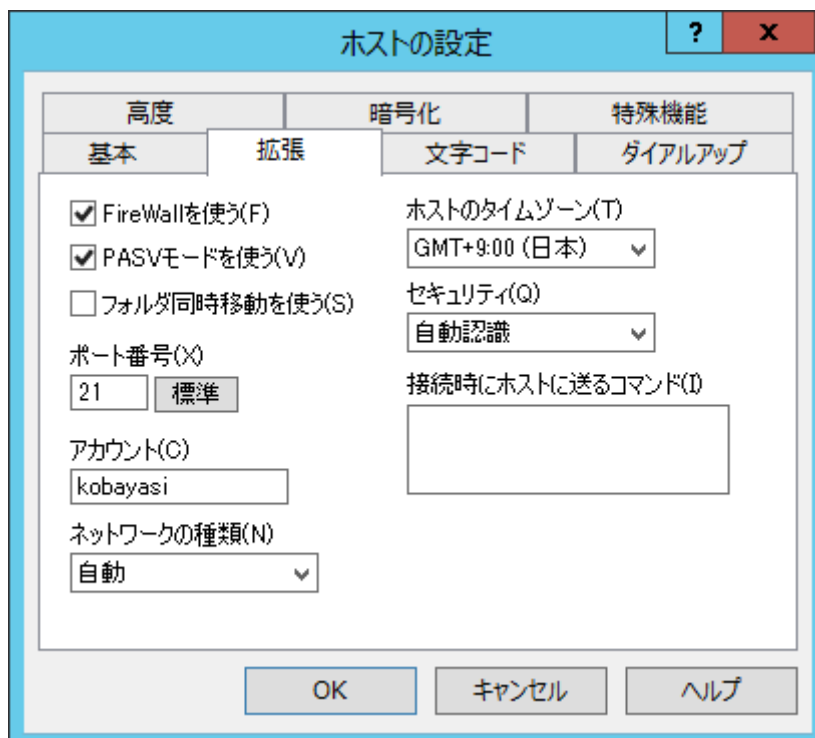 ホストの設定
? x
高度 暗号化 特殊機能
基本 拡張 文字コード ダイアルアップ
FireWallを使う(F)
PASVモードを使う(V)
フォルダ同時移動を使う(S)
ポート番号(X)
21 標準
アカウント(C)
kobayasi
ネットワークの種類(N)
自動
ホストのタイムゾーン(T)
GMT+9:00 (日本)
セキュリティ(Q)
自動認識
接続時にホストに送るコマンド(I)
OK キャンセル ヘルプ